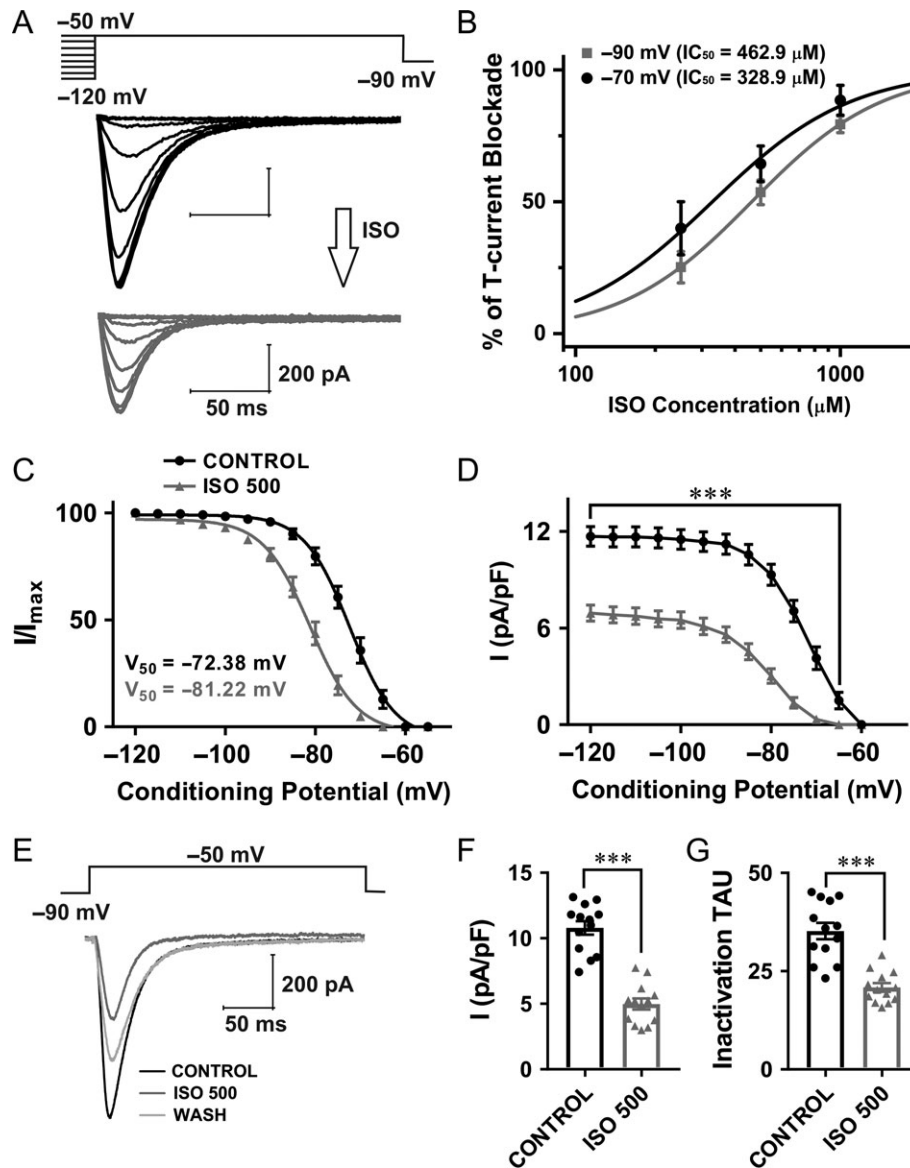 A
–50 mV
–120 mV
–90 mV
ISO
200 pA
50 ms
B
–90 mV (IC₅₀ = 462.9 μM)
–70 mV (IC₅₀ = 328.9 μM)
% of T-current Blockade
100
50
0
100
1000
ISO Concentration (μM)
C
CONTROL
ISO 500
I/Imax
100
50
0
V₅₀ = –72.38 mV
V₅₀ = –81.22 mV
–120
–100
–80
–60
Conditioning Potential (mV)
D
***
I (pA/pF)
12
6
0
–120
–100
–80
–60
Conditioning Potential (mV)
E
–50 mV
–90 mV
200 pA
50 ms
CONTROL
ISO 500
WASH
F
***
I (pA/pF)
15
10
5
0
CONTROL
ISO 500
G
***
Inactivation TAU
50
25
0
CONTROL
ISO 500